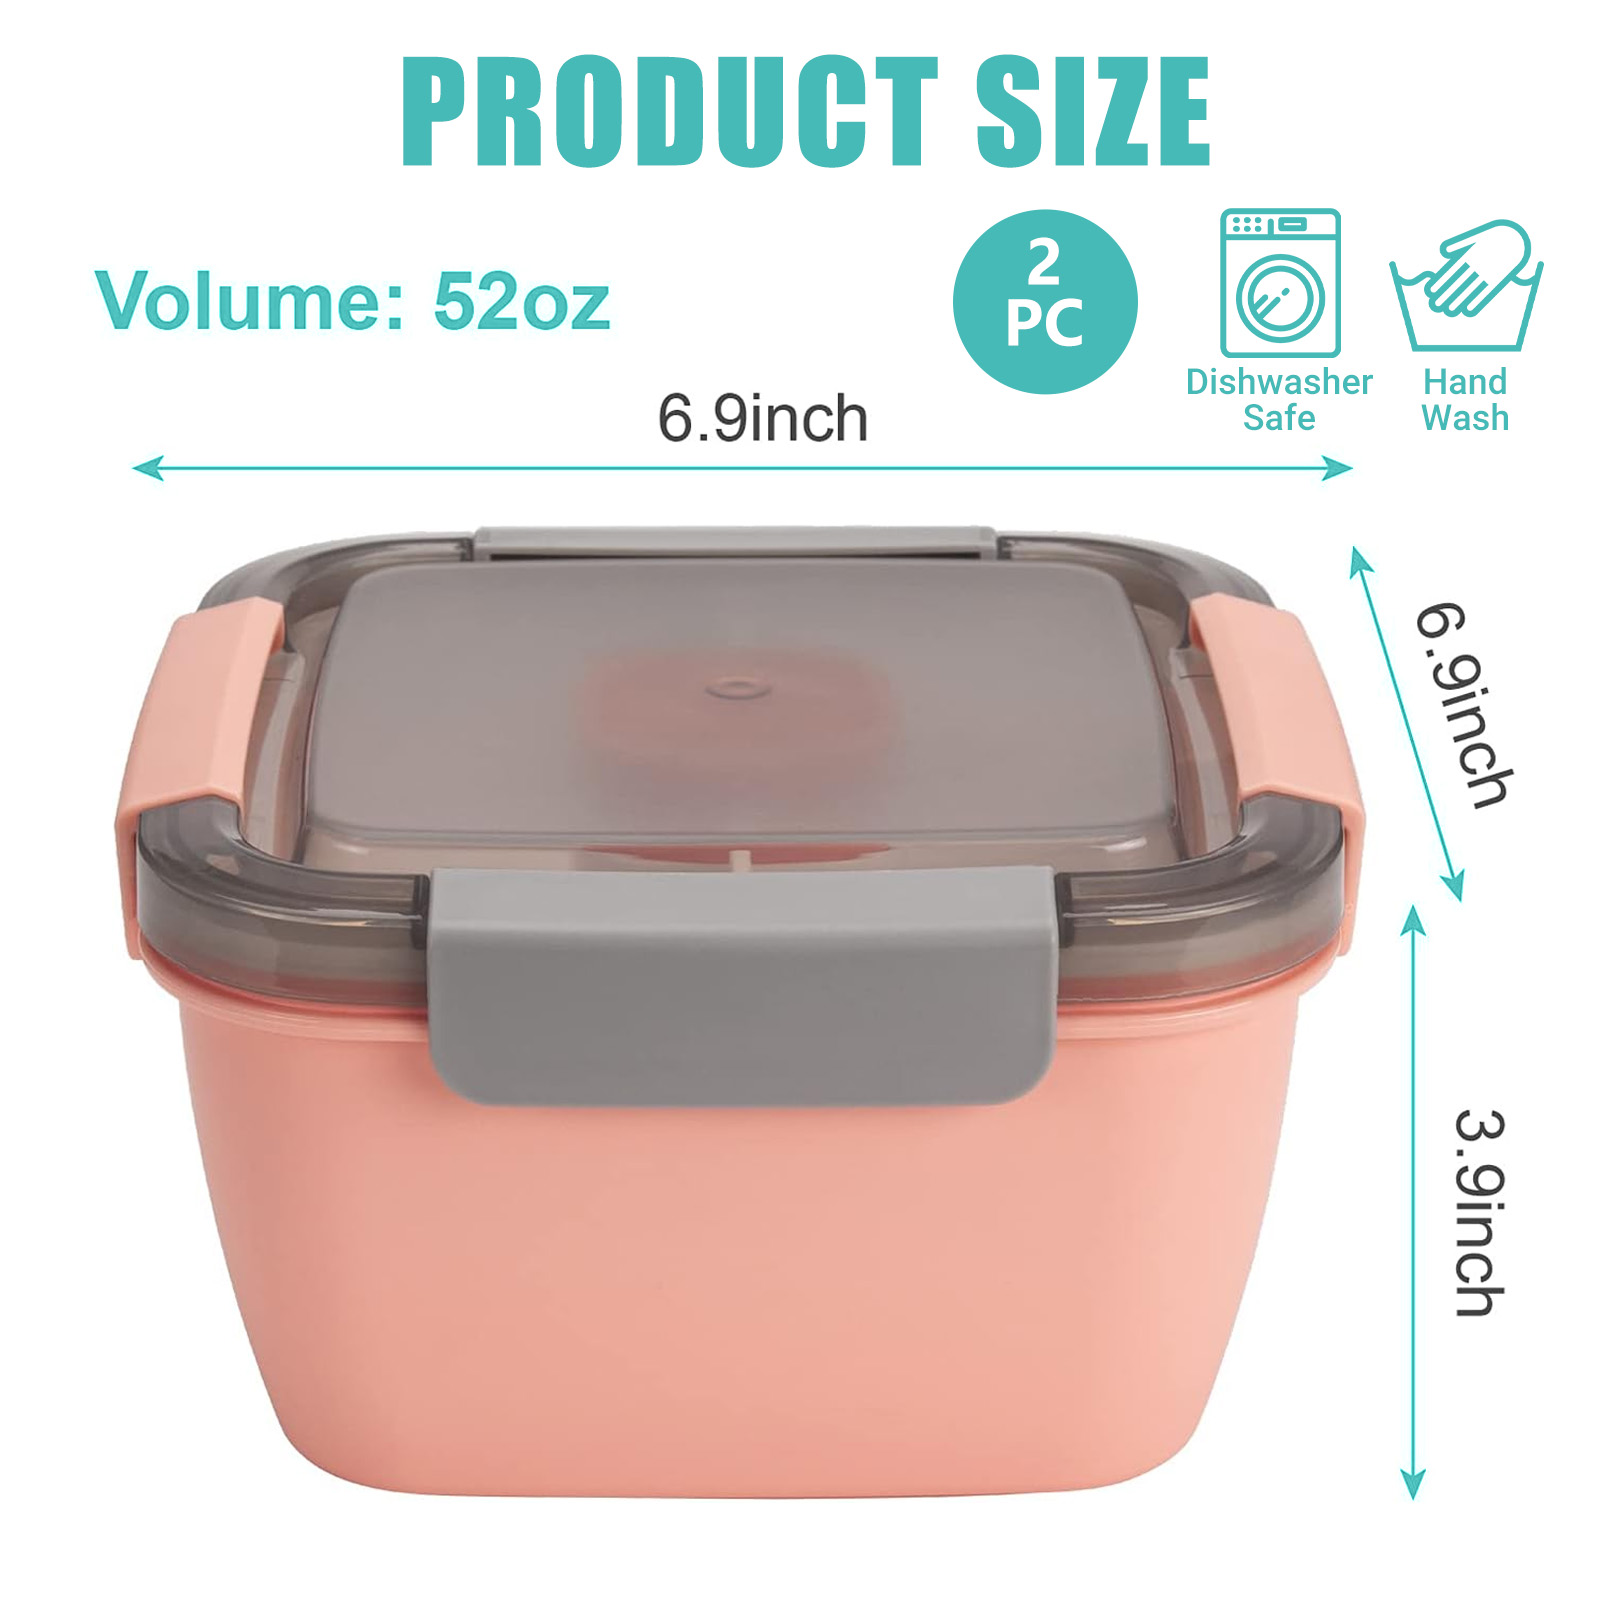 PRODUCT SIZE
Volume: 52oz
2
PC
Dishwasher
Safe
Hand
Wash
6.9inch
6.9inch
3.9inch